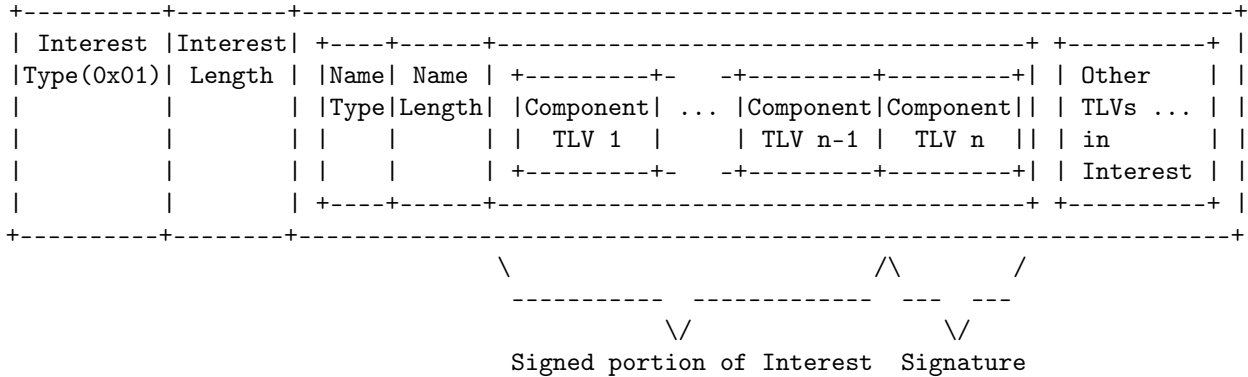 +----------+--------+--------------------------------------------------------------+
| Interest |Interest| +----+------+-----------------------------------+ +----------+ |
|Type(0x01)| Length | |Name| Name | +---------+-   -+---------+---------+| | Other    | |
|          |        | |Type|Length| |Component| ... |Component|Component|| | TLVs ... | |
|          |        | |    |      | |  TLV 1  |     | TLV n-1 |  TLV n  || | in       | |
|          |        | |    |      | +---------+-   -+---------+---------+| | Interest | |
|          |        | +----+------+-----------------------------------+ +----------+ |
+----------+--------+--------------------------------------------------------------+
\                         /\        /
-----------  ------------  ---  ---
\/                 \/
Signed portion of Interest  Signature